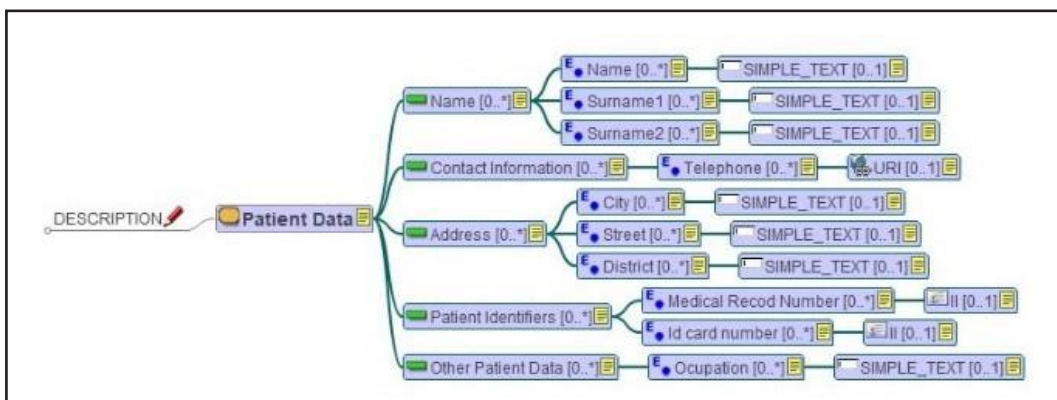 Name [0..*] SIMPLE_TEXT [0..1]
Name [0..*]
Surname1 [0..*] SIMPLE_TEXT [0..1]
Surname2 [0..*] SIMPLE_TEXT [0..1]
Contact Information [0..*] Telephone [0..*] URI [0..1]
DESCRIPTION Patient Data
City [0..*] SIMPLE_TEXT [0..1]
Address [0..*] Street [0..*] SIMPLE_TEXT [0..1]
District [0..*] SIMPLE_TEXT [0..1]
Patient Identifiers [0..*]
Medical Recod Number [0..*] II [0..1]
Id card number [0..*] II [0..1]
Other Patient Data [0..*] Ocupation [0..*] SIMPLE_TEXT [0..1]